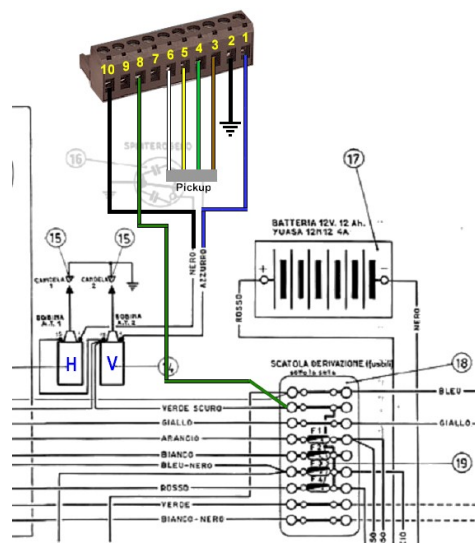 10 9 8 7 6 5 4 3 2 1
16
Pickup
17
BATTERIA 12V. 12 Ah.
YUASA 12N12 4A
+
-
15
15
CANDELA
1
CANDELA
2
NERO
AZZURRO
ROSSO
NERO
BOBINA
A.T. 1
BOBINA
A.T. 2
H
V
14
SCATOLA DERIVAZIONE (fusibili)
18
BLEU
VERDE SCURO
GIALLO
GIALLO
ARANCIO
F1
BIANCO
BLEU-NERO
19
ROSSO
VERDE
BIANCO-NERO